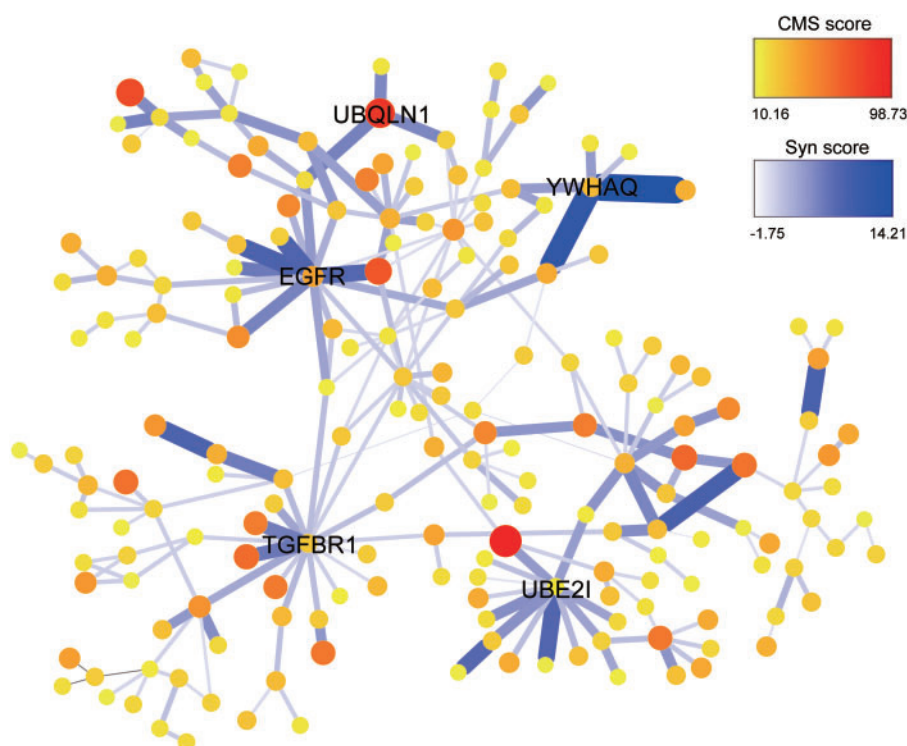 CMS score
10.16 98.73
Syn score
-1.75 14.21
UBQLN1
YWHAQ
EGFR
TGFBR1
UBE2I